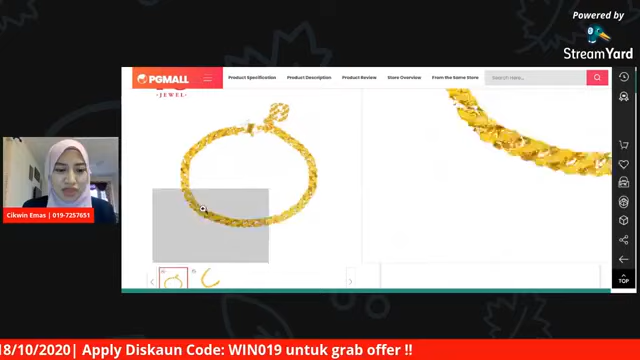 Powered by
StreamYard
PGMALL
Product Specification
Product Description
Product Review
Store Overview
From the Same Store
Search Here...
- JEWEL -
Cikwin Emas | 019-7257651
TOP
18/10/2020| Apply Diskaun Code: WIN019 untuk grab offer !!